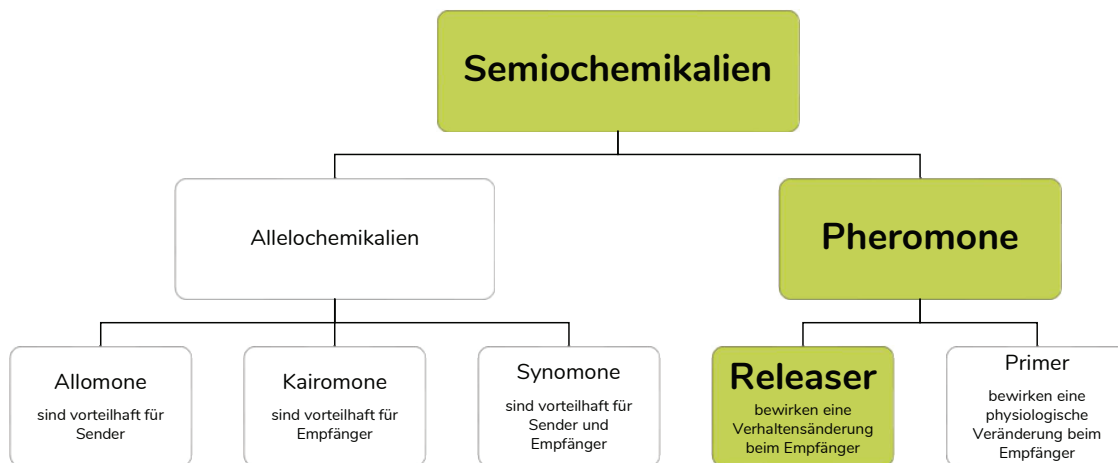 Semiochemikalien
Allelochemikalien
Pheromone
Allomone
sind vorteilhaft für
Sender
Kairomone
sind vorteilhaft für
Empfänger
Synomone
sind vorteilhaft für
Sender und
Empfänger
Releaser
bewirken eine
Verhaltensänderung
beim Empfänger
Primer
bewirken eine
physiologische
Veränderung beim
Empfänger